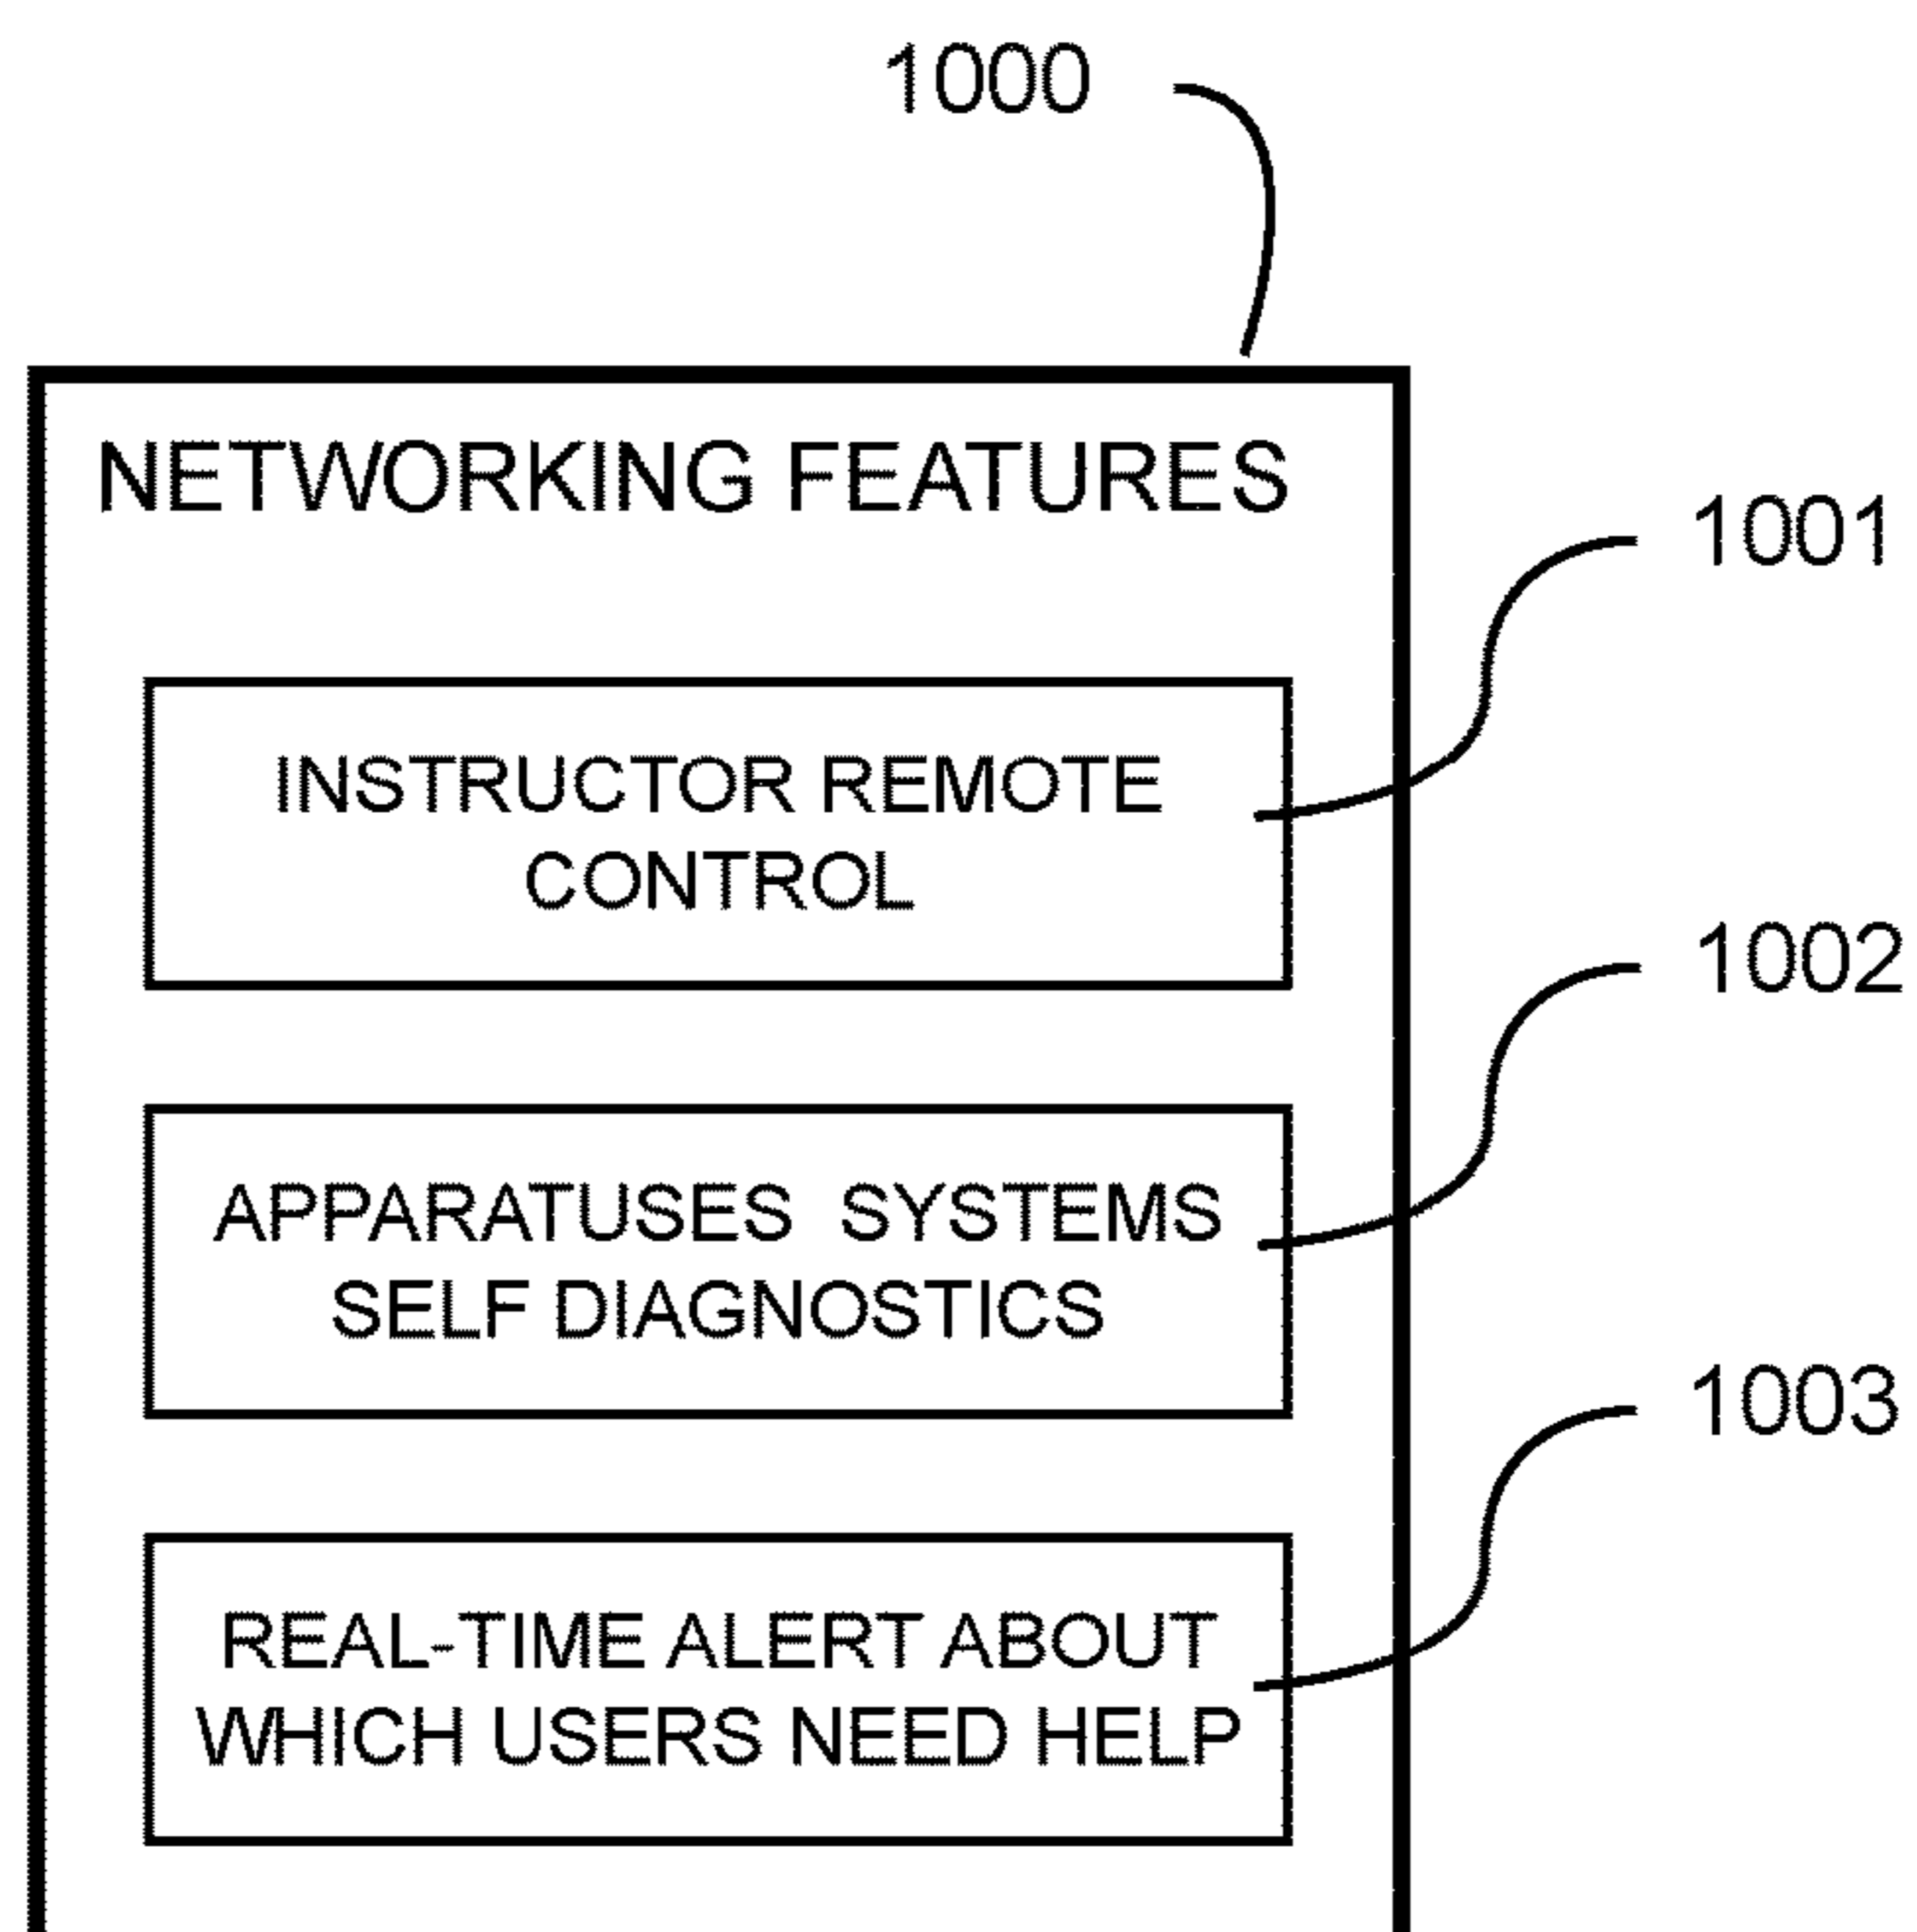 1000
NETWORKING FEATURES
1001
INSTRUCTOR REMOTE
CONTROL
1002
APPARATUSES SYSTEMS
SELF DIAGNOSTICS
1003
REAL-TIME ALERT ABOUT
WHICH USERS NEED HELP